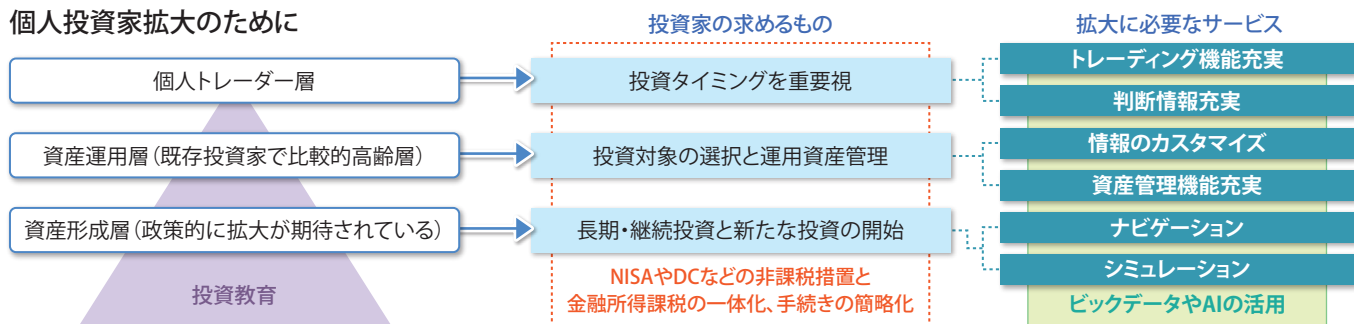 個人投資家拡大のために
投資家の求めるもの
拡大に必要なサービス
個人トレーダー層
投資タイミングを重要視
トレーディング機能充実
判断情報充実
資産運用層（既存投資家で比較的高齢層）
投資対象の選択と運用資産管理
情報のカスタマイズ
資産管理機能充実
資産形成層（政策的に拡大が期待されている）
長期・継続投資と新たな投資の開始
ナビゲーション
シミュレーション
投資教育
NISAやDCなどの非課税措置と
金融所得課税の一体化、手続きの簡略化
ビックデータやAIの活用